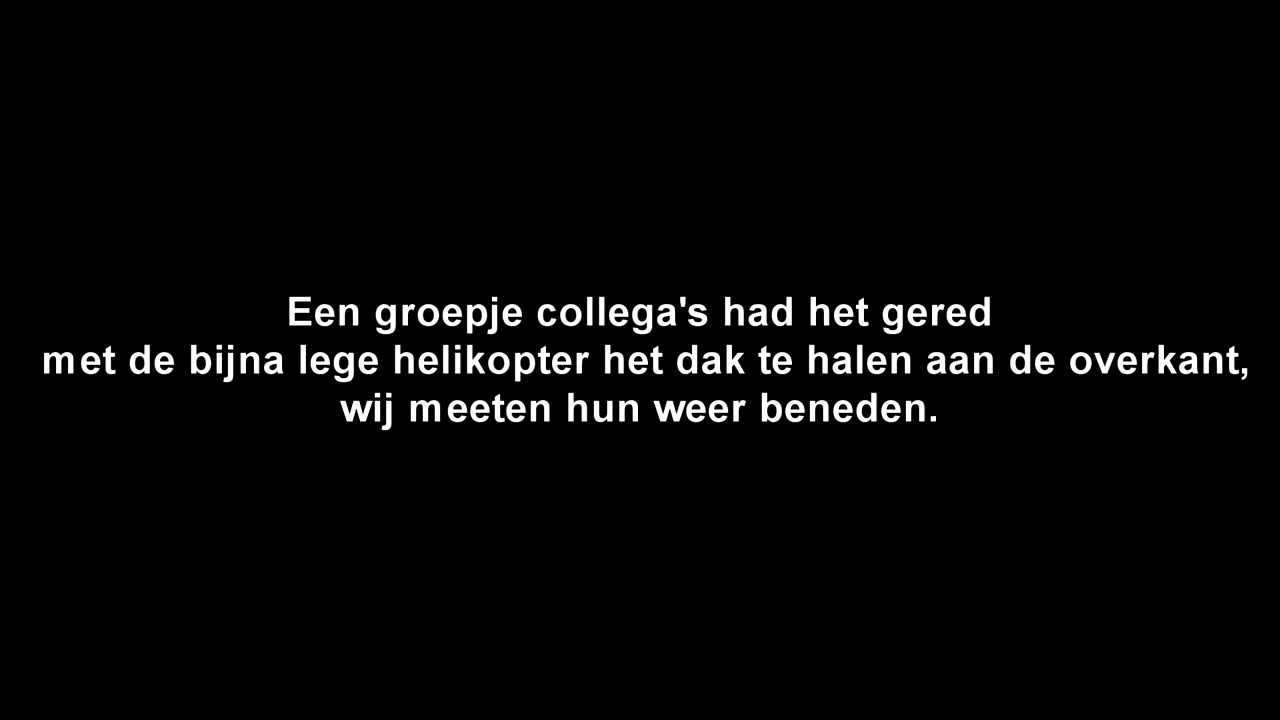 Een groepje collega's had het gered
met de bijna lege helikopter het dak te halen aan de overkant,
wij meeten hun weer beneden.